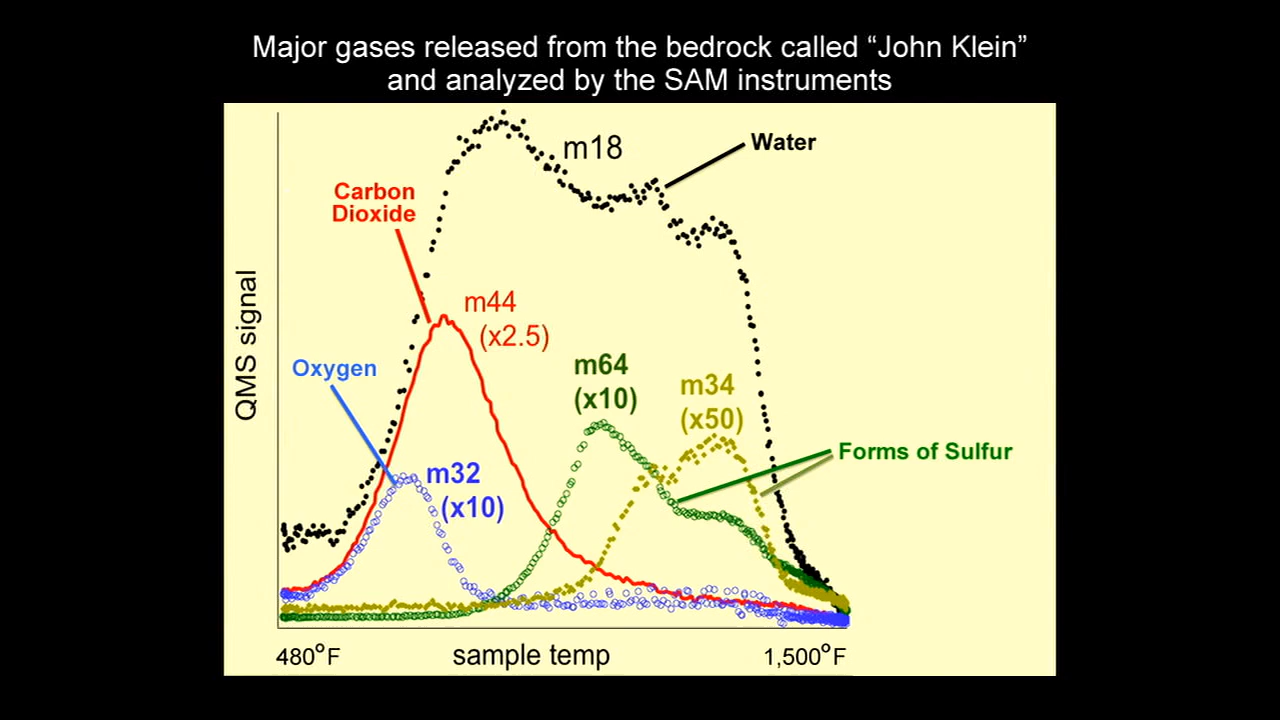 Major gases released from the bedrock called “John Klein”
and analyzed by the SAM instruments
m18
Water
Carbon
Dioxide
m44
(x2.5)
Oxygen
m64
(x10)
m34
(x50)
Forms of Sulfur
m32
(x10)
QMS signal
480°F
sample temp
1,500°F